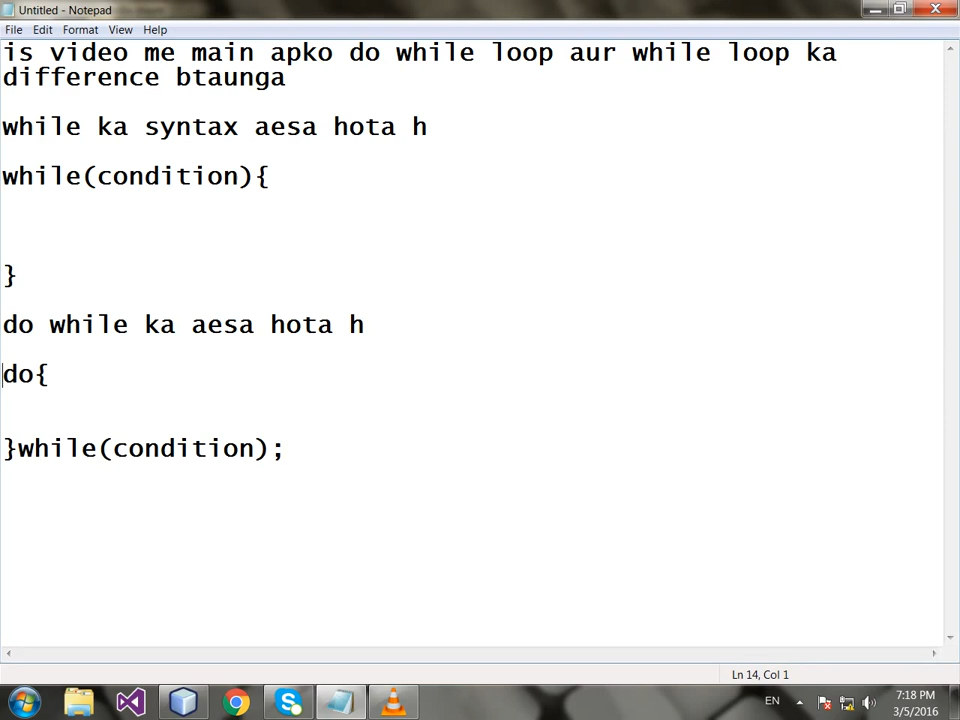 Untitled - Notepad
File Edit Format View Help
is video me main apko do while loop aur while loop ka
difference btaunga
while ka syntax aesa hota h
while(condition){
}
do while ka aesa hota h
do{
}while(condition);
Ln 14, Col 1
EN
7:18 PM
3/5/2016